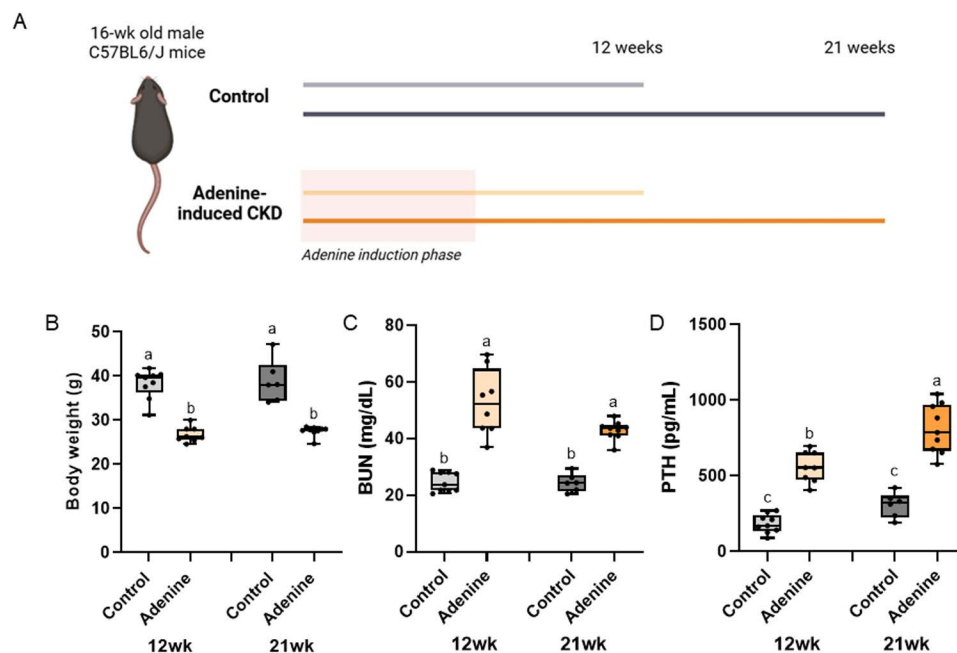 A
16-wk old male
C57BL6/J mice
12 weeks
21 weeks
Control
Adenine-
induced CKD
Adenine induction phase
B
Body weight (g)
50
40
30
20
10
0
a
b
a
b
Control
Adenine
Control
Adenine
12wk
21wk
C
BUN (mg/dL)
80
60
40
20
0
b
a
b
a
Control
Adenine
Control
Adenine
12wk
21wk
D
PTH (pg/mL)
1500
1000
500
0
c
b
c
a
Control
Adenine
Control
Adenine
12wk
21wk